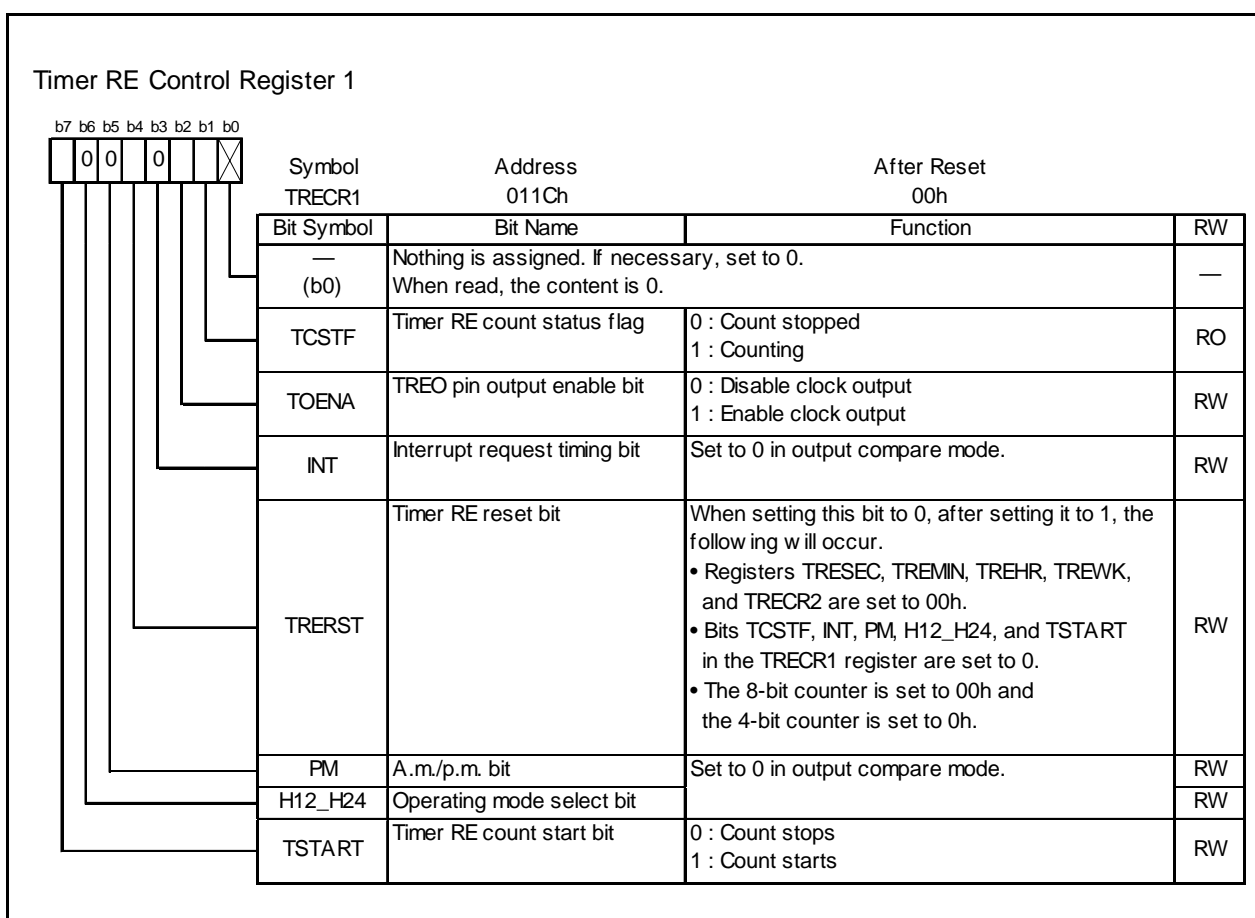 Timer RE Control Register 1
b7 b6 b5 b4 b3 b2 b1 b0
0 0 0
Symbol Address After Reset
TRECR1 011Ch 00h
Bit Symbol Bit Name Function RW
— (b0) Nothing is assigned. If necessary, set to 0. —
When read, the content is 0.
TCSTF Timer RE count status flag 0 : Count stopped RO
1 : Counting
TOENA TREO pin output enable bit 0 : Disable clock output RW
1 : Enable clock output
INT Interrupt request timing bit Set to 0 in output compare mode. RW
TRERST Timer RE reset bit When setting this bit to 0, after setting it to 1, the RW
following will occur.
• Registers TRESEC, TREMIN, TREHR, TREWK,
and TRECR2 are set to 00h.
• Bits TCSTF, INT, PM, H12_H24, and TSTART
in the TRECR1 register are set to 0.
• The 8-bit counter is set to 00h and
the 4-bit counter is set to 0h.
PM A.m./p.m. bit Set to 0 in output compare mode. RW
H12_H24 Operating mode select bit RW
TSTART Timer RE count start bit 0 : Count stops RW
1 : Count starts